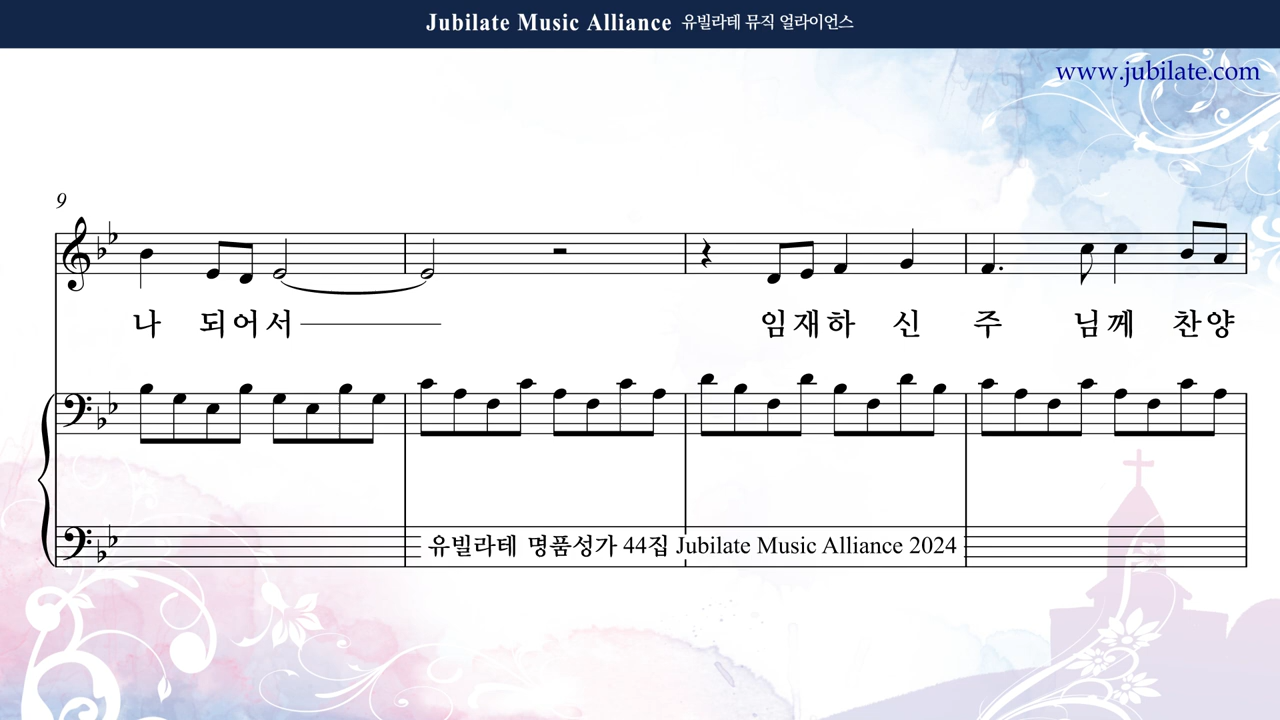 Jubilate Music Alliance 유빌라테 뮤직 얼라이언스
www.jubilate.com
9
나 되어서 임재하 신 주 님께 찬양
유빌라테 명품성가 44집 Jubilate Music Alliance 2024